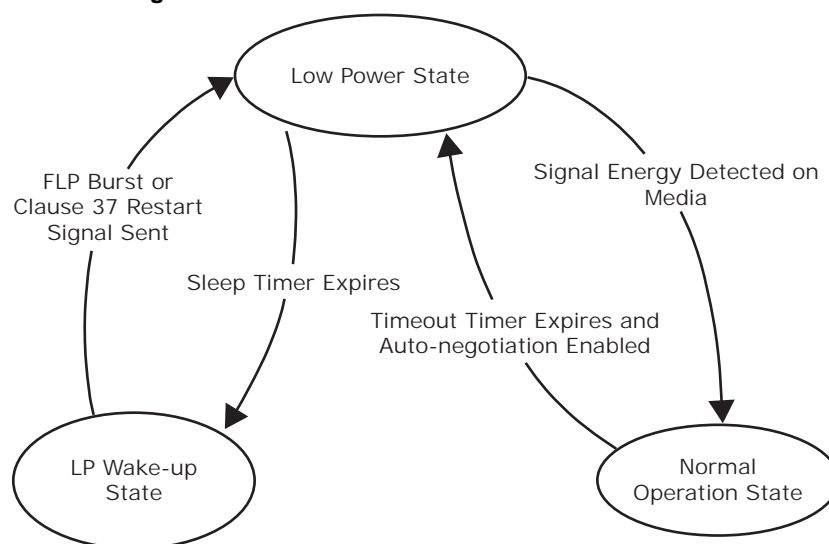 Low Power State
FLP Burst or
Clause 37 Restart
Signal Sent
Signal Energy Detected on
Media
Sleep Timer Expires
Timeout Timer Expires and
Auto-negotiation Enabled
LP Wake-up
State
Normal
Operation State